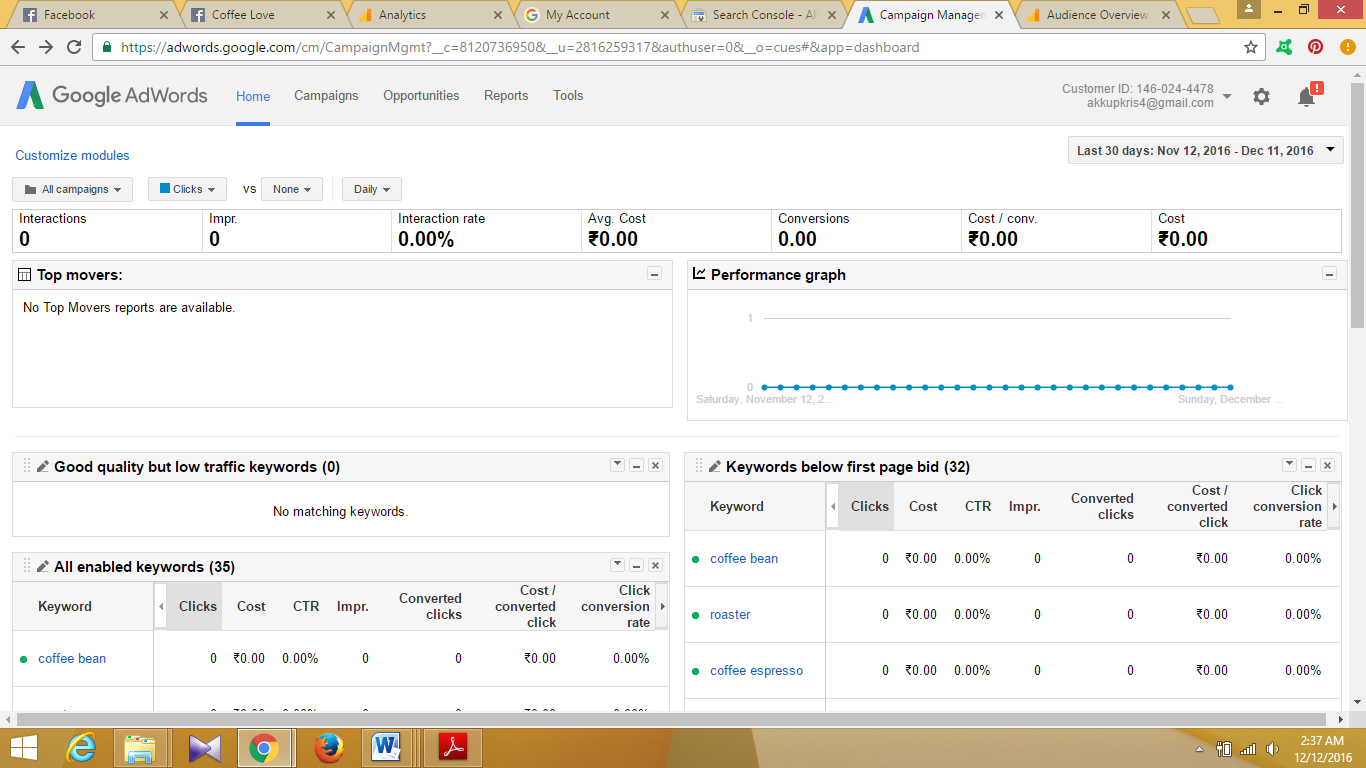 Facebook
Coffee Love
Analytics
My Account
Search Console - Al
Campaign Managem
Audience Overview
https://adwords.google.com/cm/CampaignMgmt?__c=8120736950&__u=2816259317&authuser=0&__o=cues#&app=dashboard
Google AdWords
Home Campaigns Opportunities Reports Tools
Customer ID: 146-024-4478
akkupkris4@gmail.com
!
Customize modules
Last 30 days: Nov 12, 2016 - Dec 11, 2016
All campaigns Clicks VS None Daily
Interactions Impr. Interaction rate Avg. Cost Conversions Cost / conv. Cost
0 0 0.00% ₹0.00 0.00 ₹0.00 ₹0.00
Top movers:
No Top Movers reports are available.
Performance graph
1
0
Saturday, November 12, 2... Sunday, December ...
Good quality but low traffic keywords (0)
No matching keywords.
All enabled keywords (35)
Keyword Clicks Cost CTR Impr. Converted clicks Cost / converted click Click conversion rate
coffee bean 0 ₹0.00 0.00% 0 0 ₹0.00 0.00%
Keywords below first page bid (32)
Keyword Clicks Cost CTR Impr. Converted clicks Cost / converted click Click conversion rate
coffee bean 0 ₹0.00 0.00% 0 0 ₹0.00 0.00%
roaster 0 ₹0.00 0.00% 0 0 ₹0.00 0.00%
coffee espresso 0 ₹0.00 0.00% 0 0 ₹0.00 0.00%
2:37 AM
12/12/2016